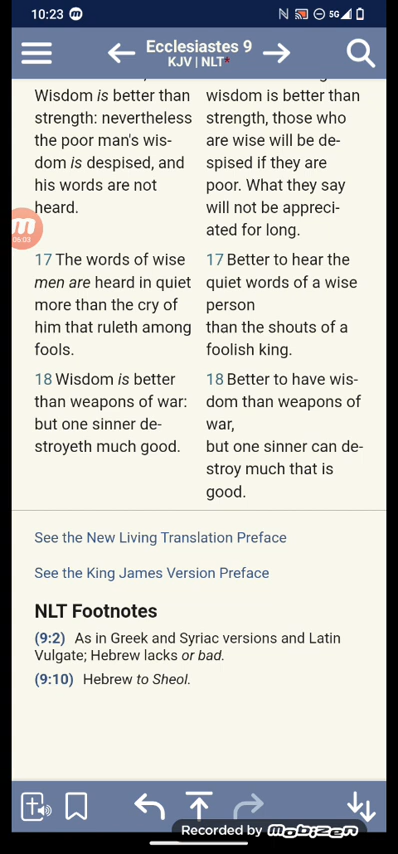 10:23
5G
Ecclesiastes 9
KJV | NLT*
Wisdom is better than
strength: nevertheless
the poor man's wis-
dom is despised, and
his words are not
heard.
wisdom is better than
strength, those who
are wise will be de-
spised if they are
poor. What they say
will not be appreci-
ated for long.
17 The words of wise
men are heard in quiet
more than the cry of
him that ruleth among
fools.
17 Better to hear the
quiet words of a wise
person
than the shouts of a
foolish king.
18 Wisdom is better
than weapons of war:
but one sinner de-
stroyeth much good.
18 Better to have wis-
dom than weapons of
war,
but one sinner can de-
stroy much that is
good.
m
05:03
See the New Living Translation Preface
See the King James Version Preface
NLT Footnotes
(9:2) As in Greek and Syriac versions and Latin
Vulgate; Hebrew lacks or bad.
(9:10) Hebrew to Sheol.
Recorded by mobizen